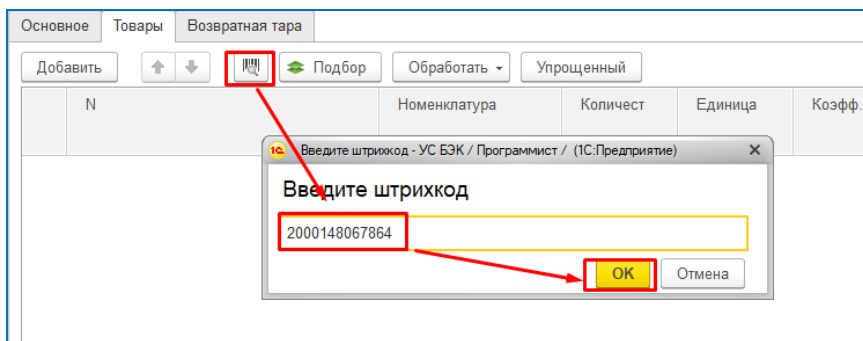 Основное Товары Возвратная тара
Добавить Подбор Обработать Упрощенный
N Номенклатура Количест Единица Коэфф.
1С Введите штрихкод - УС БЭК / Программист / (1С:Предприятие)
Введите штрихкод
2000148067864
ОК Отмена